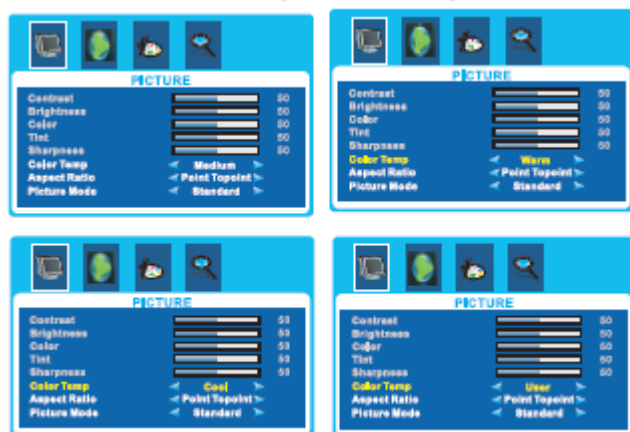 PICTURE
Contrast 50
Brightness 50
Color 50
Tint 50
Sharpness 50
Color Temp Medium
Aspect Ratio Point Topoint
Picture Mode Standard
PICTURE
Contrast 50
Brightness 50
Color 50
Tint 50
Sharpness 50
Color Temp Warm
Aspect Ratio Point Topoint
Picture Mode Standard
PICTURE
Contrast 50
Brightness 50
Color 50
Tint 50
Sharpness 50
Color Temp Cool
Aspect Ratio Point Topoint
Picture Mode Standard
PICTURE
Contrast 50
Brightness 50
Color 50
Tint 50
Sharpness 50
Color Temp User
Aspect Ratio Point Topoint
Picture Mode Standard